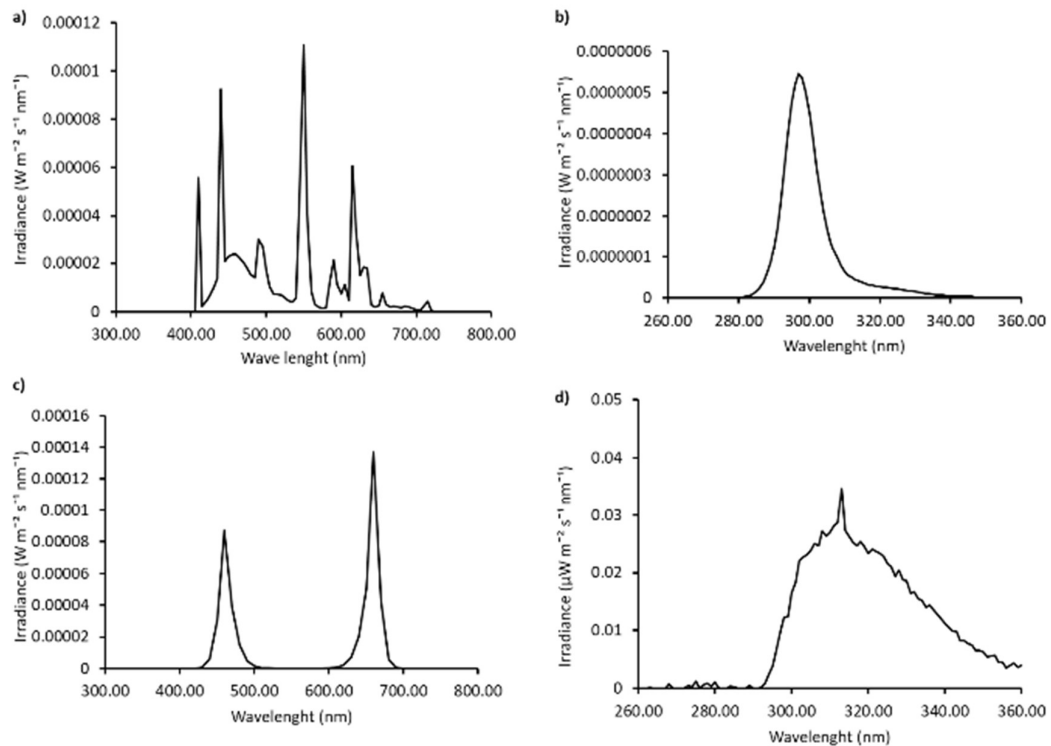 a)
0.00012
0.0001
0.00008
0.00006
0.00004
0.00002
0
Irradiance (W m⁻² s⁻¹ nm⁻¹)
300.00 400.00 500.00 600.00 700.00 800.00
Wave lenght (nm)
b)
0.0000006
0.0000005
0.0000004
0.0000003
0.0000002
0.0000001
0
Irradiance (W m⁻² s⁻¹ nm⁻¹)
260.00 280.00 300.00 320.00 340.00 360.00
Wavelenght (nm)
c)
0.00016
0.00014
0.00012
0.0001
0.00008
0.00006
0.00004
0.00002
0
Irradiance (W m⁻² s⁻¹ nm⁻¹)
300.00 400.00 500.00 600.00 700.00 800.00
Wavelenght (nm)
d)
0.05
0.04
0.03
0.02
0.01
0
Irradiance (µW m⁻² s⁻¹ nm⁻¹)
260.00 280.00 300.00 320.00 340.00 360.00
Wavelenght (nm)